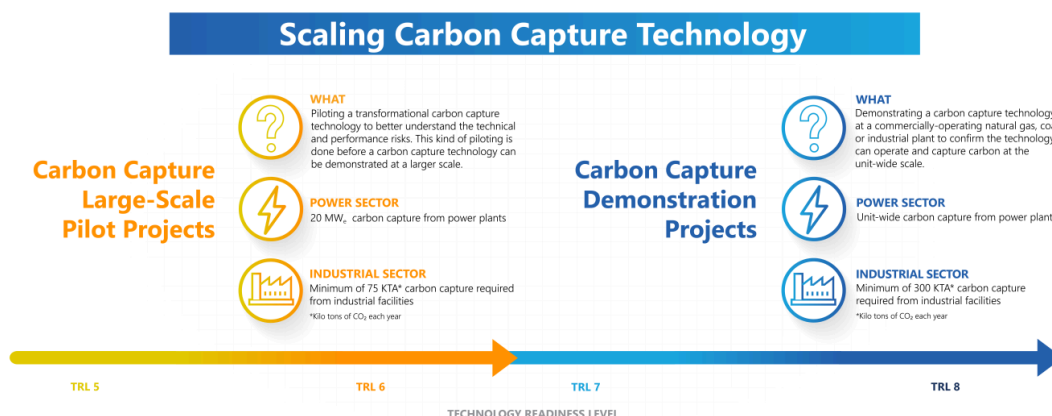 Scaling Carbon Capture Technology
Carbon Capture
Large-Scale
Pilot Projects
WHAT
Piloting a transformational carbon capture
technology to better understand the technical
and performance risks. This kind of piloting is
done before a carbon capture technology can
be demonstrated at a larger scale.
POWER SECTOR
20 MWe carbon capture from power plants
INDUSTRIAL SECTOR
Minimum of 75 KTA* carbon capture required
from industrial facilities
*Kilo tons of CO₂ each year
Carbon Capture
Demonstration
Projects
WHAT
Demonstrating a carbon capture technology
at a commercially-operating natural gas,
or industrial plant to confirm the technology
can operate and capture carbon at the
unit-wide scale.
POWER SECTOR
Unit-wide carbon capture from power plant
INDUSTRIAL SECTOR
Minimum of 300 KTA* carbon capture
required from industrial facilities
*Kilo tons of CO₂ each year
TRL 5
TRL 6
TRL 7
TRL 8
TECHNOLOGY READINESS LEVEL